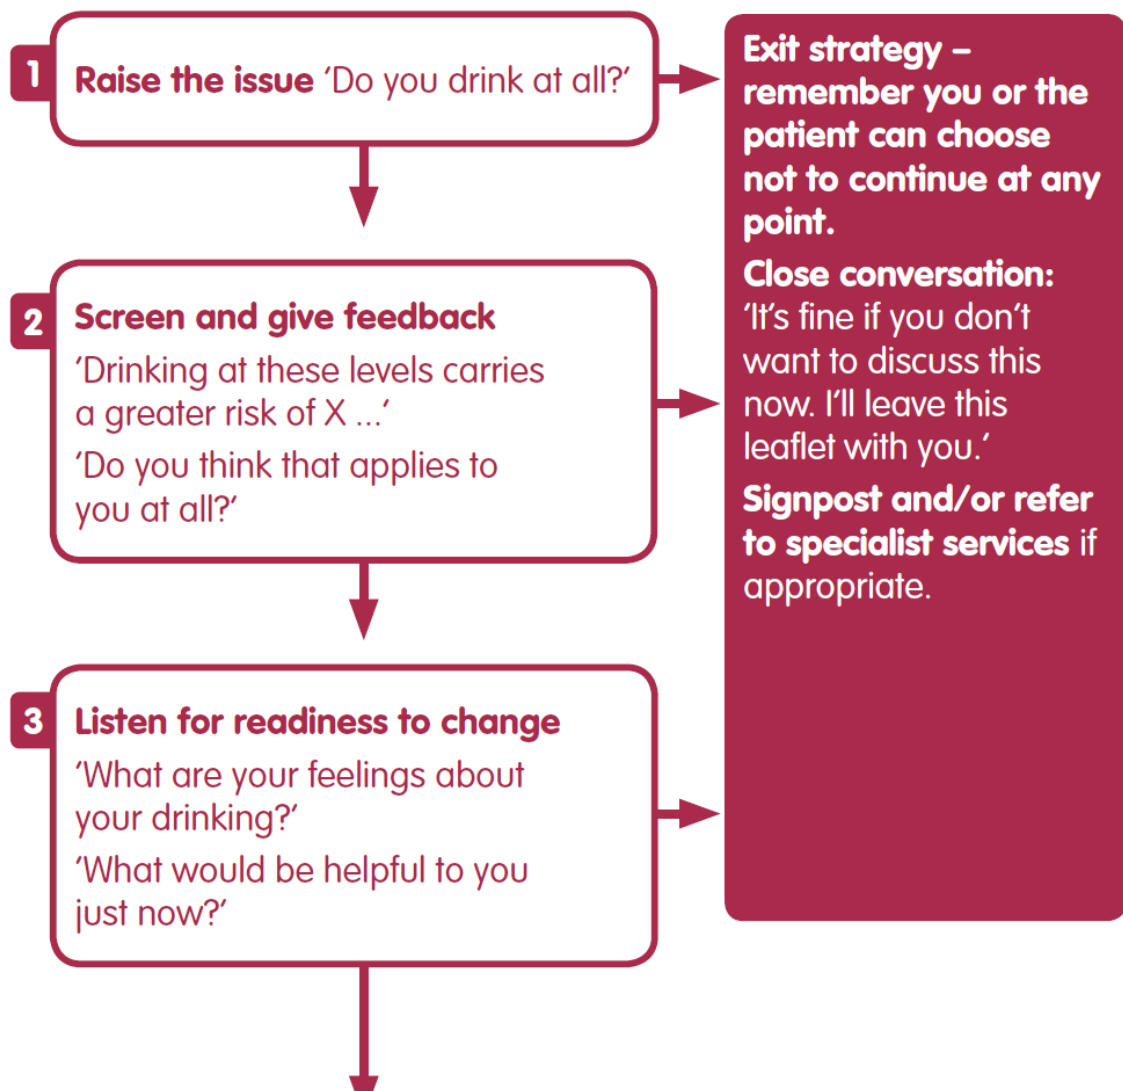 1
Raise the issue ‘Do you drink at all?’
2
Screen and give feedback
‘Drinking at these levels carries
a greater risk of X ...’
‘Do you think that applies to
you at all?’
3
Listen for readiness to change
‘What are your feelings about
your drinking?’
‘What would be helpful to you
just now?’
Exit strategy –
remember you or the
patient can choose
not to continue at any
point.
Close conversation:
‘It’s fine if you don’t
want to discuss this
now. I’ll leave this
leaflet with you.’
Signpost and/or refer
to specialist services if
appropriate.